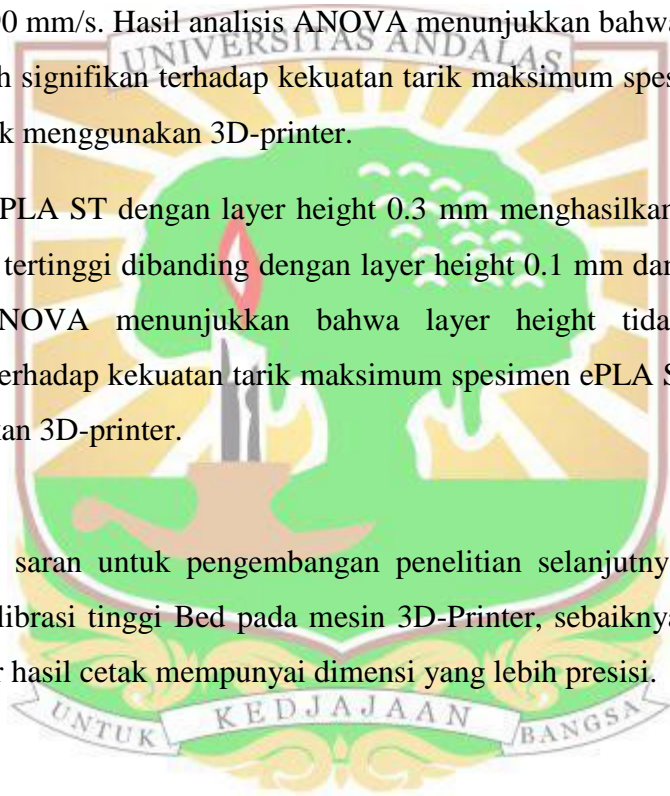 00 mm/s. Hasil analisis ANOVA menunjukkan bahwa
UNIVERSITAS ANDALAS
h signifikan terhadap kekuatan tarik maksimum spes
k menggunakan 3D-printer.
PLA ST dengan layer height 0.3 mm menghasilkan
tertinggi dibanding dengan layer height 0.1 mm dan
NOVA menunjukkan bahwa layer height tida
erhadap kekuatan tarik maksimum spesimen ePLA S
kan 3D-printer.
saran untuk pengembangan penelitian selanjutny
librasi tinggi Bed pada mesin 3D-Printer, sebaiknya
r hasil cetak mempunyai dimensi yang lebih presisi.
UNTUK KEDJAJAAN BANGSA